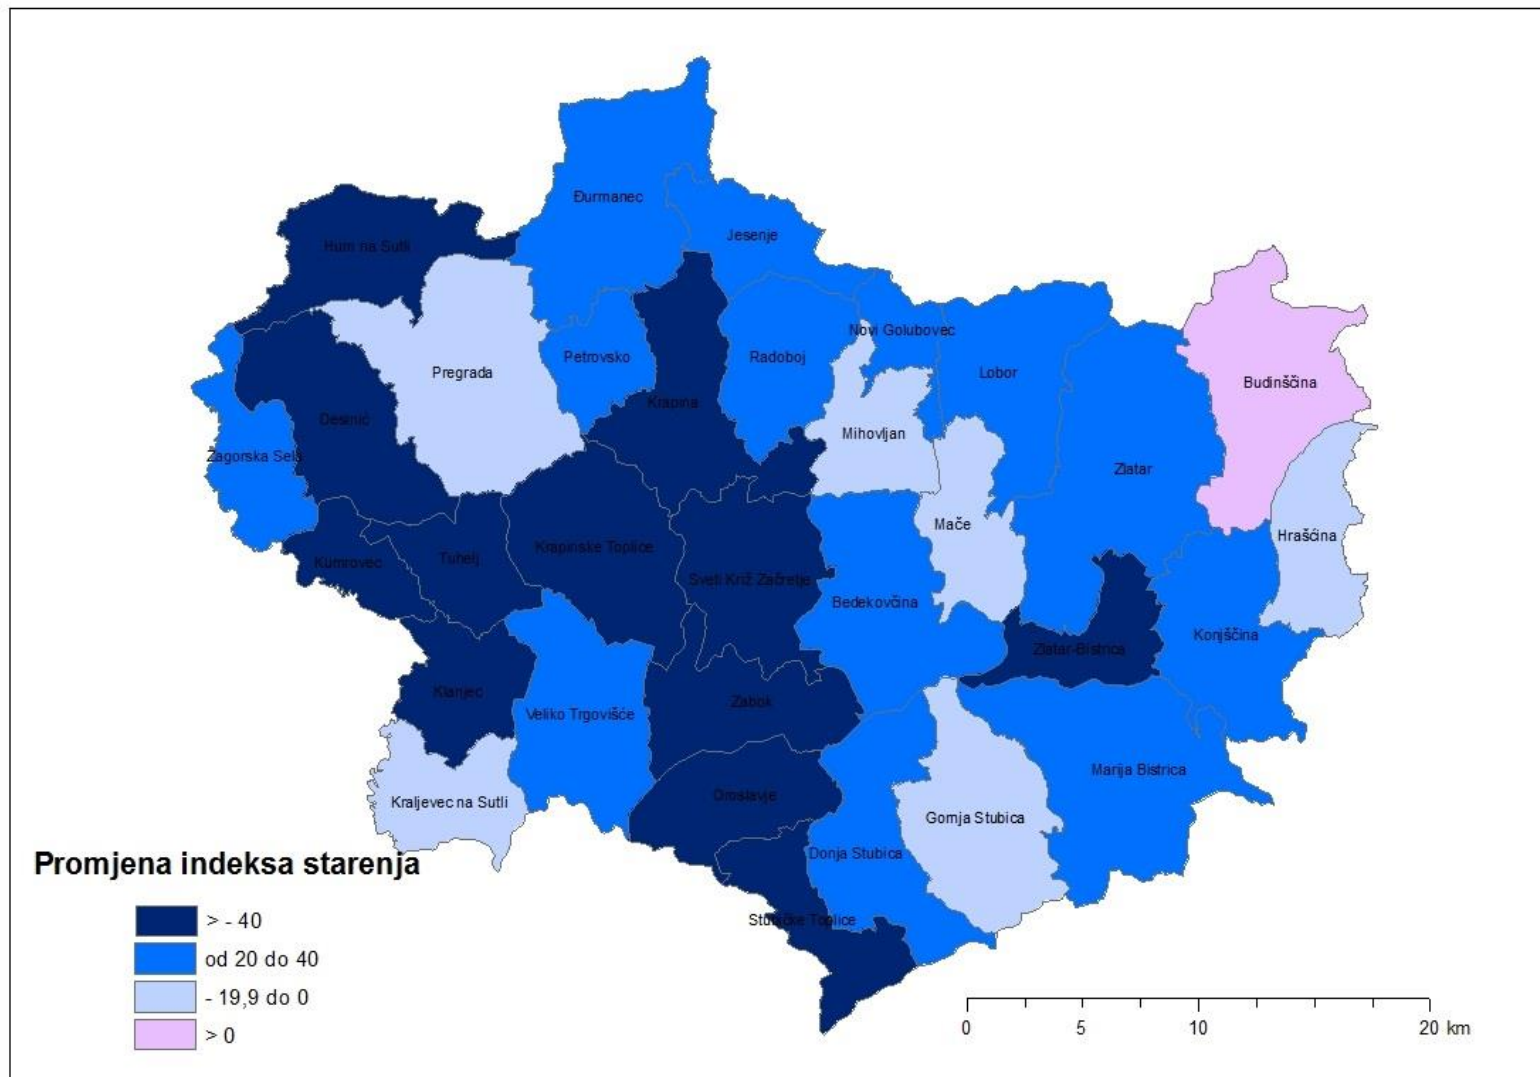 Đurmanec
Jesenje
Hum na Sutli
Novi Golubovec
Petrovsko
Radoboj
Lobor
Pregrada
Budinščina
Krapina
Desinić
Mihovljan
Zagorska Sela
Zlatar
Mače
Hrašćina
Krapinske Toplice
Kumrovec
Tuhelj
Sveti Križ Začretje
Bedekovčina
Konjščina
Zlatar-Bistrica
Klanjec
Zabok
Veliko Trgovišće
Marija Bistrica
Oroslavje
Kraljevec na Sutli
Gornja Stubica
Donja Stubica
Stubičke Toplice
Promjena indeksa starenja
> - 40
od 20 do 40
- 19,9 do 0
> 0
0 5 10 20 km